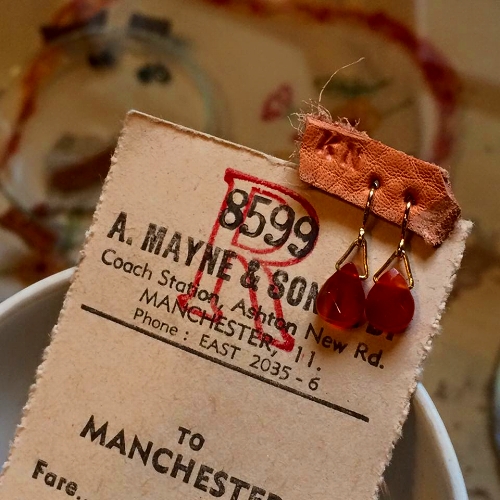 8599
R
A. MAYNE & SON
Coach Station, Ashton New Rd.
MANCHESTER, 11.
Phone : EAST 2035-6
TO
MANCHESTER
Fare...